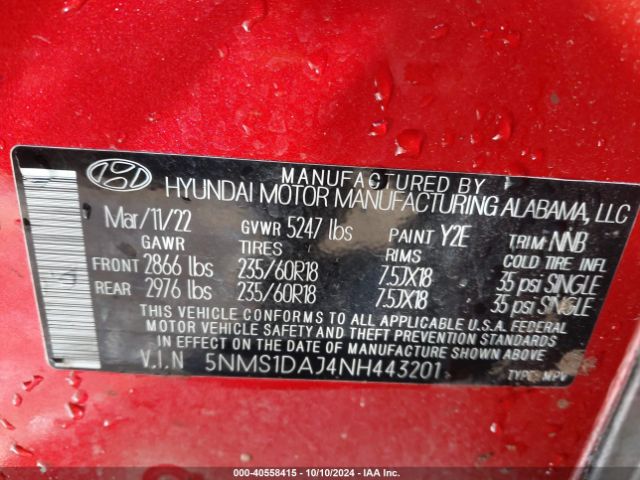 MANUFACTURED BY
HYUNDAI MOTOR MANUFACTURING ALABAMA, LLC
Mar/11/22 GVWR 5247 lbs PAINT Y2E TRIM: NNB
GAWR TIRES RIMS COLD TIRE INFL
FRONT 2866 lbs 235/60R18 7.5JX18 35 psi SINGLE
REAR 2976 lbs 235/60R18 7.5JX18 35 psi SINGLE
THIS VEHICLE CONFORMS TO ALL APPLICABLE U.S.A. FEDERAL
MOTOR VEHICLE SAFETY AND THEFT PREVENTION STANDARDS
IN EFFECT ON THE DATE OF MANUFACTURE SHOWN ABOVE.
V.I.N 5NMS1DAJ4NH443201 TYPE: MPV
000-40558415 - 10/10/2024 - IAA Inc.